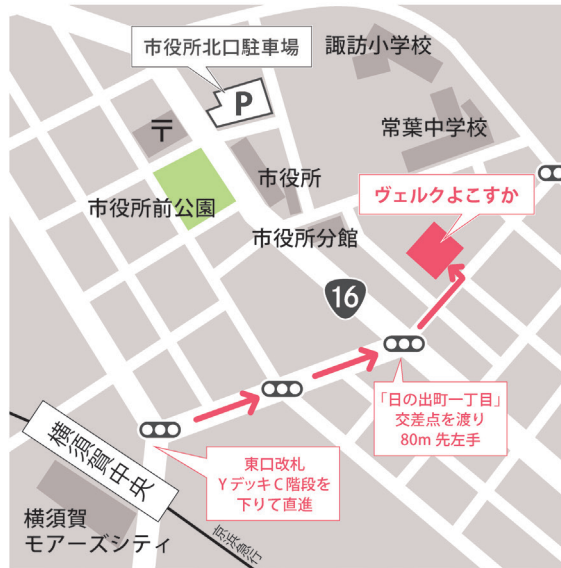 市役所北口駐車場
諏訪小学校
P
〒
常葉中学校
市役所
ヴェルクよこすか
市役所前公園
市役所分館
16
「日の出町一丁目」
交差点を渡り
80m 先左手
横須賀中央
東口改札
YデッキC階段を
下りて直進
横須賀
モアーズシティ
京浜急行